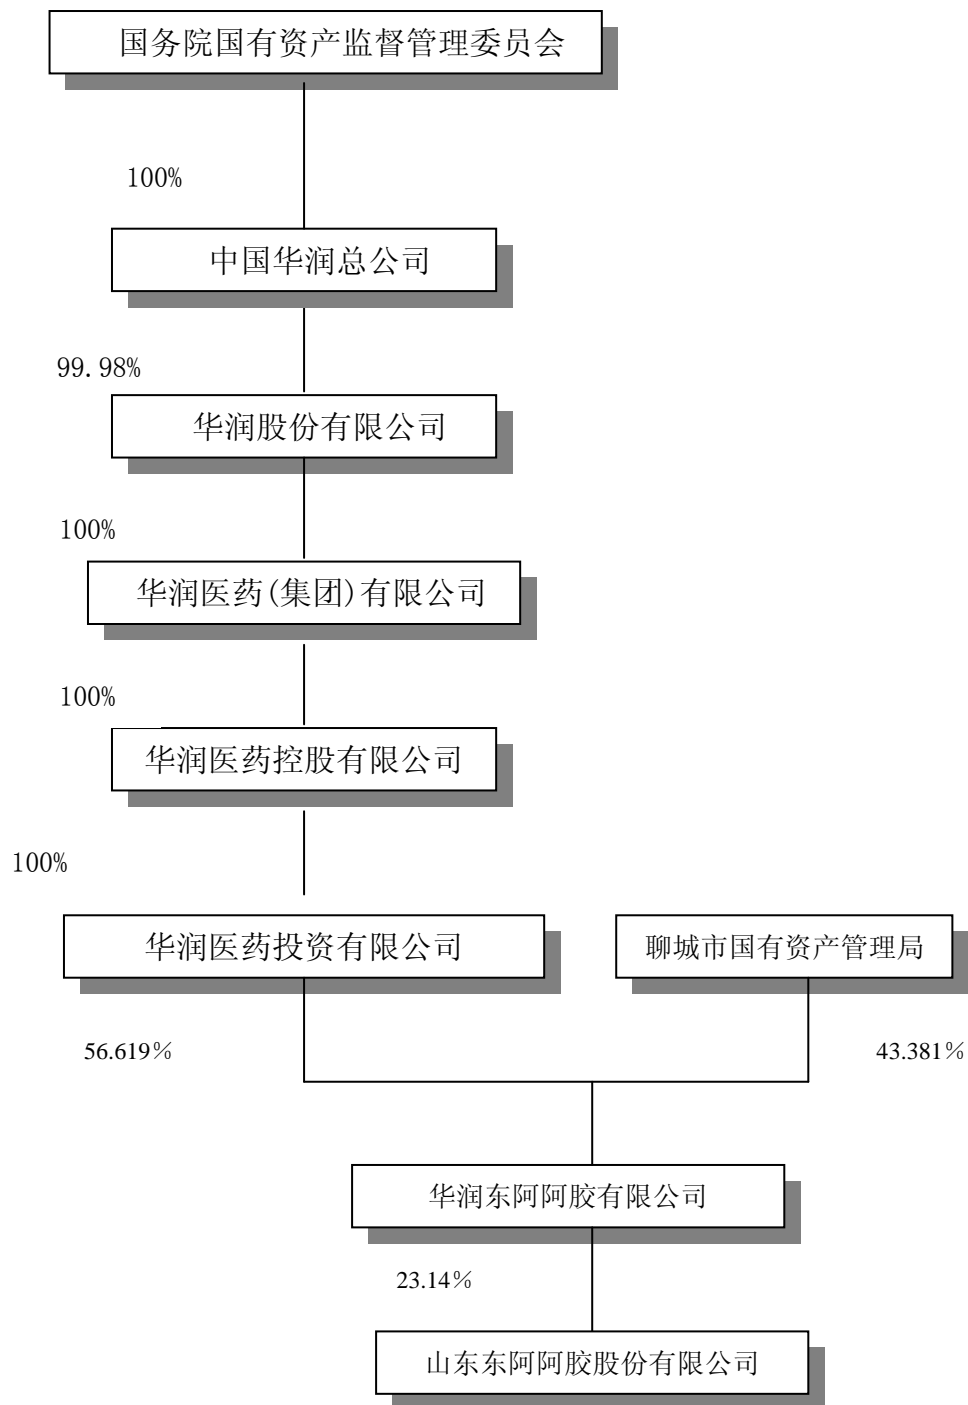 国务院国有资产监督管理委员会
100%
中国华润总公司
99.98%
华润股份有限公司
100%
华润医药(集团)有限公司
100%
华润医药控股有限公司
100%
华润医药投资有限公司
聊城市国有资产管理局
56.619%
43.381%
华润东阿阿胶有限公司
23.14%
山东东阿阿胶股份有限公司